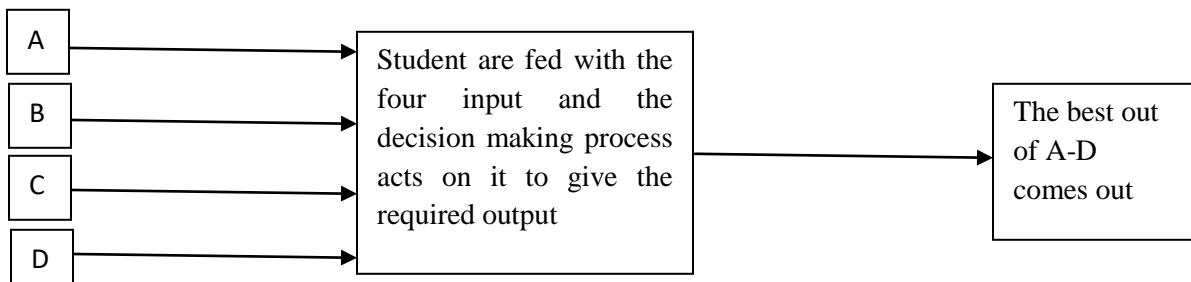 A
B
C
D
Student are fed with the
four input and the
decision making process
acts on it to give the
required output
The best out
of A-D
comes out